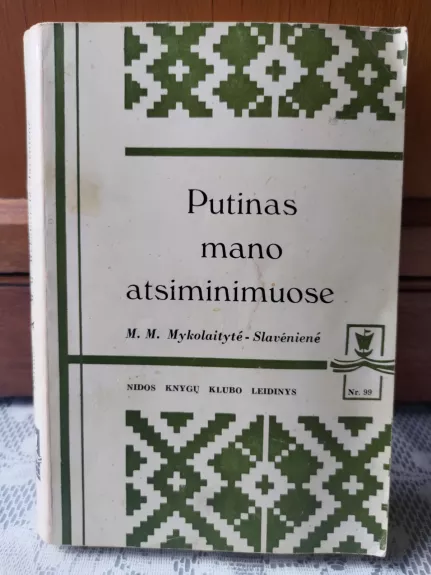 Putinas
mano
atsiminimuose
M. M. Mykolaitytė - Slavėnienė
NIDOS KNYGŲ KLUBO LEIDINYS
Nr. 99